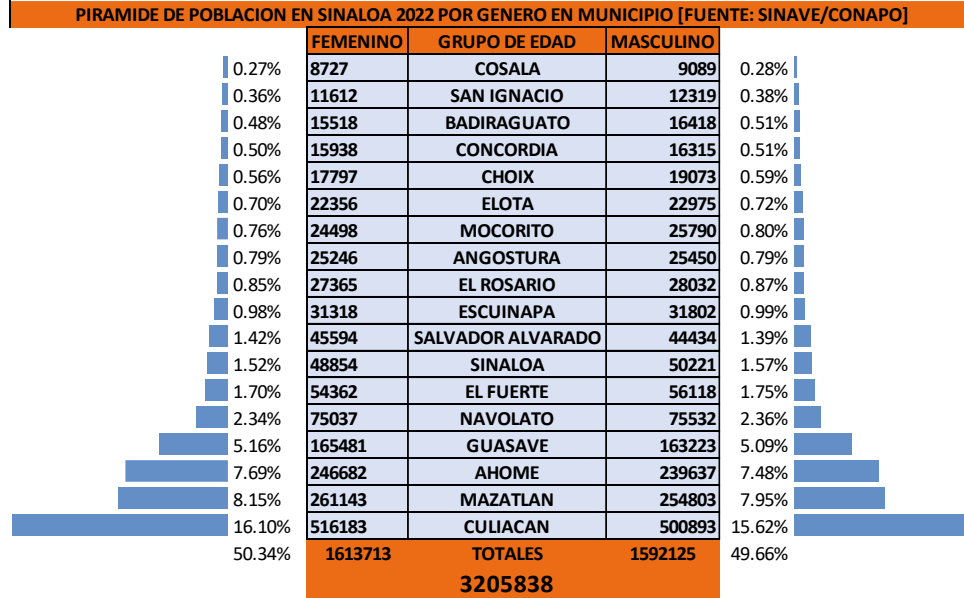 PIRAMIDE DE POBLACION EN SINALOA 2022 POR GENERO EN MUNICIPIO [FUENTE: SINAVE/CONAPO]
FEMENINO GRUPO DE EDAD MASCULINO
0.27% 8727 COSALA 9089 0.28%
0.36% 11612 SAN IGNACIO 12319 0.38%
0.48% 15518 BADIRAGUATO 16418 0.51%
0.50% 15938 CONCORDIA 16315 0.51%
0.56% 17797 CHOIX 19073 0.59%
0.70% 22356 ELOTA 22975 0.72%
0.76% 24498 MOCORITO 25790 0.80%
0.79% 25246 ANGOSTURA 25450 0.79%
0.85% 27365 EL ROSARIO 28032 0.87%
0.98% 31318 ESCUINAPA 31802 0.99%
1.42% 45594 SALVADOR ALVARADO 44434 1.39%
1.52% 48854 SINALOA 50221 1.57%
1.70% 54362 EL FUERTE 56118 1.75%
2.34% 75037 NAVOLATO 75532 2.36%
5.16% 165481 GUASAVE 163223 5.09%
7.69% 246682 AHOME 239637 7.48%
8.15% 261143 MAZATLAN 254803 7.95%
16.10% 516183 CULIACAN 500893 15.62%
50.34% 1613713 TOTALES 1592125 49.66%
3205838